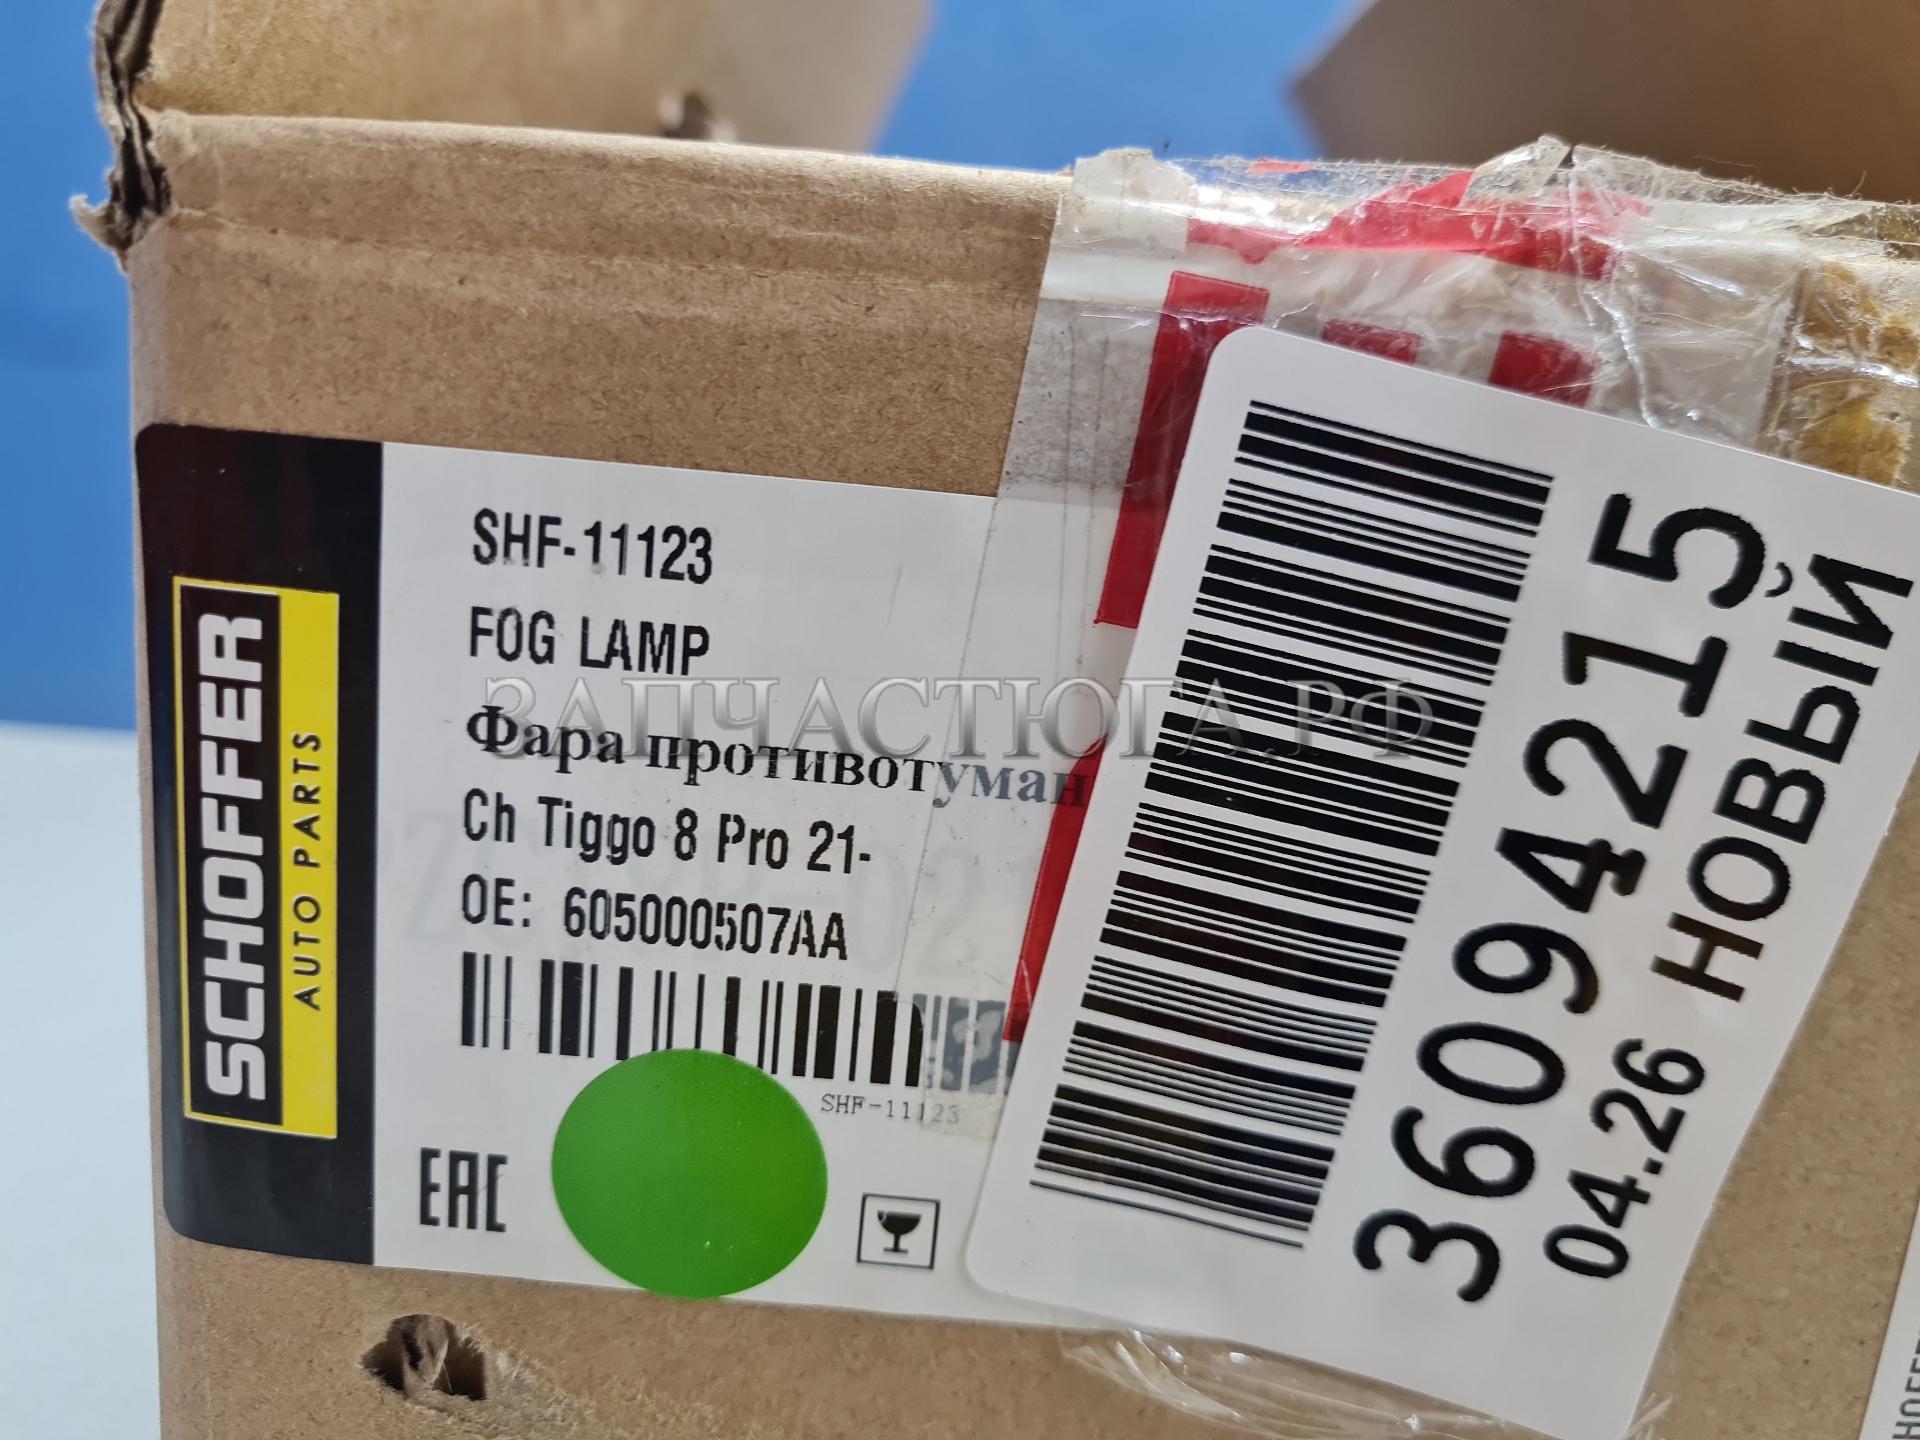 SCHOFFER
AUTO PARTS
SHF-11123
FOG LAMP
Фара противотуман
Ch Tiggo 8 Pro 21-
OE: 605000507AA
SHF-11123
EAC
36094215
04.26 НОВЫЙ
ЗАПЧАСТЮГА.РФ